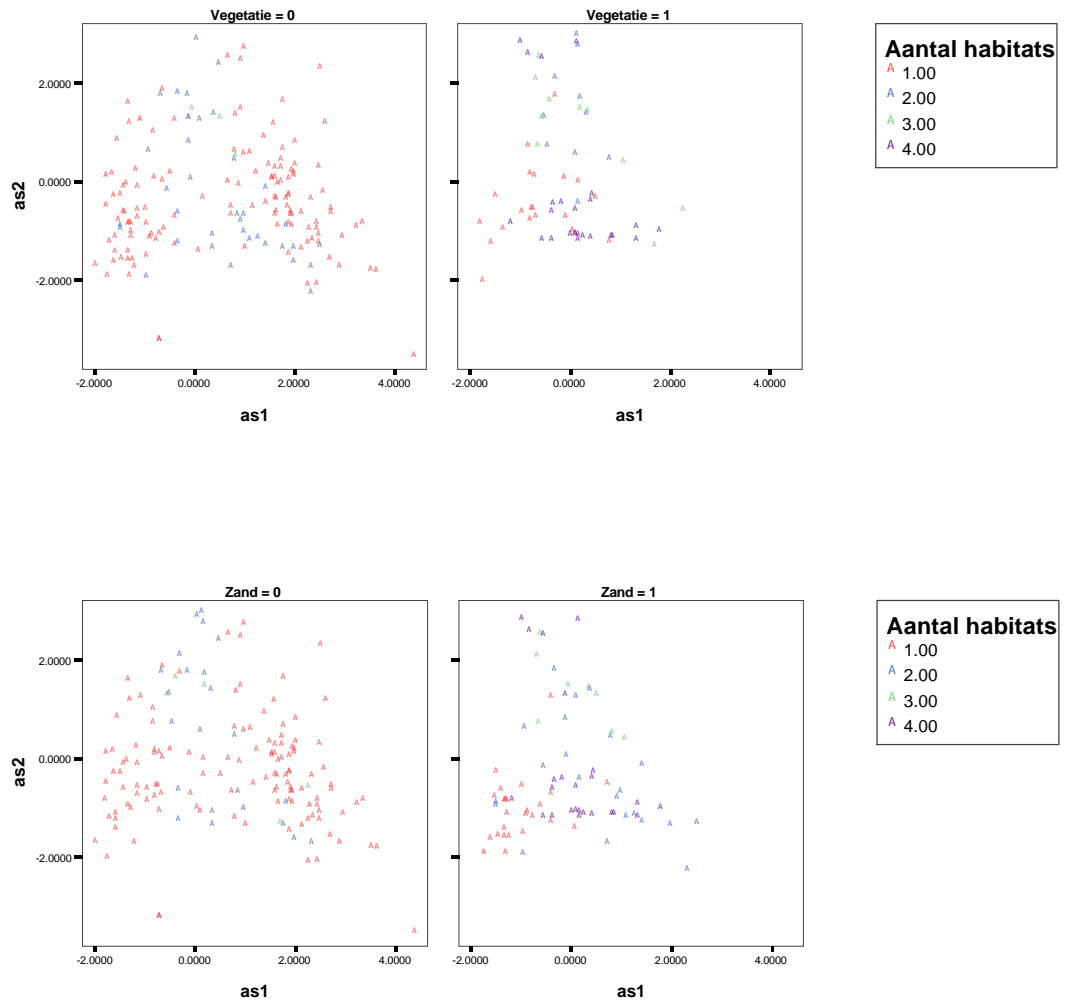 Vegetatie = 0
Vegetatie = 1
Aantal habitats
A 1.00
A 2.00
A 3.00
A 4.00
2.0000
0.0000
-2.0000
as2
-2.0000 0.0000 2.0000 4.0000
-2.0000 0.0000 2.0000 4.0000
as1
as1
Zand = 0
Zand = 1
Aantal habitats
A 1.00
A 2.00
A 3.00
A 4.00
2.0000
0.0000
-2.0000
as2
-2.0000 0.0000 2.0000 4.0000
-2.0000 0.0000 2.0000 4.0000
as1
as1